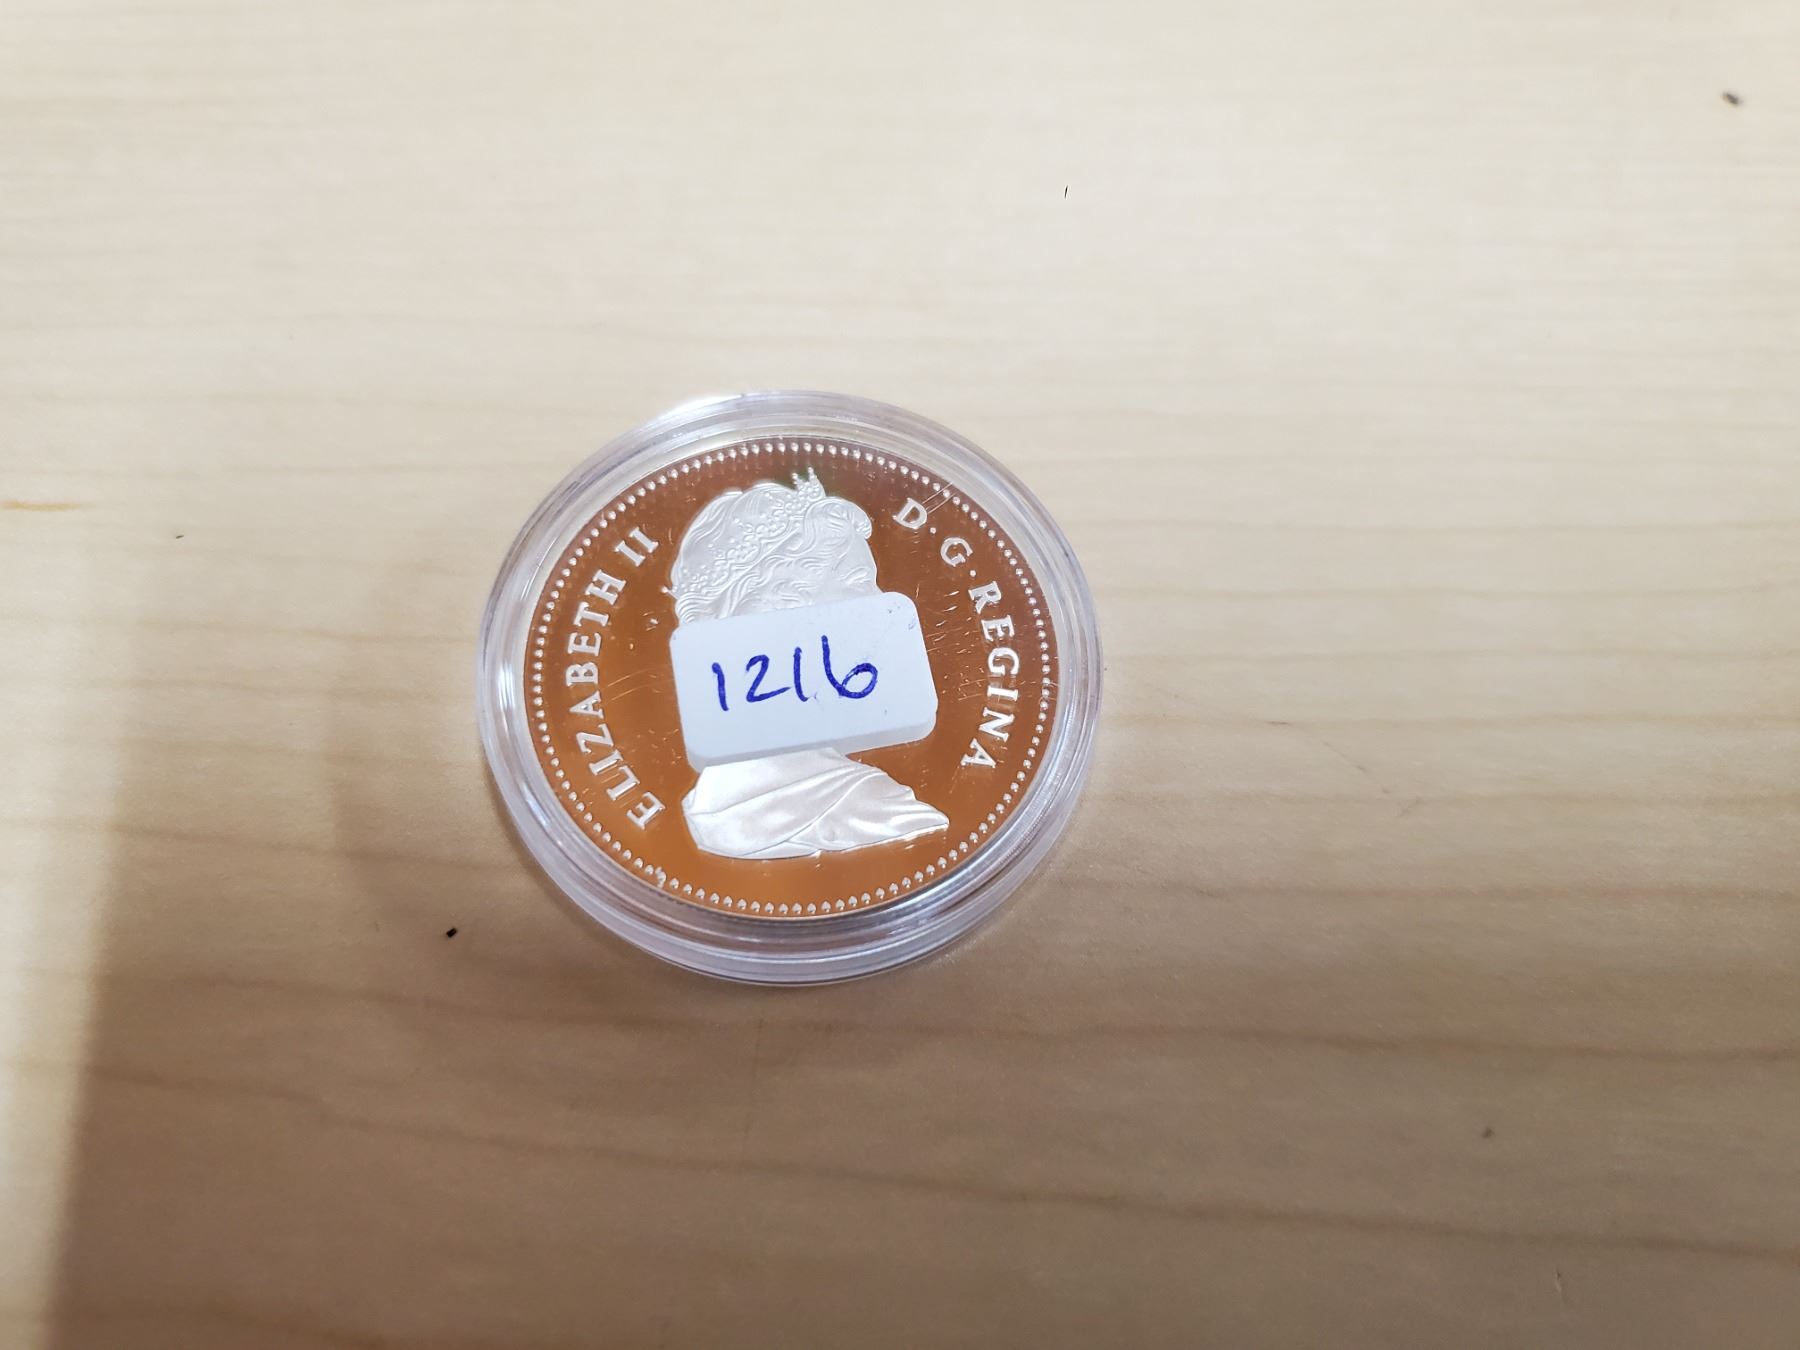 ELIZABETH II
D·G·REGINA
1216